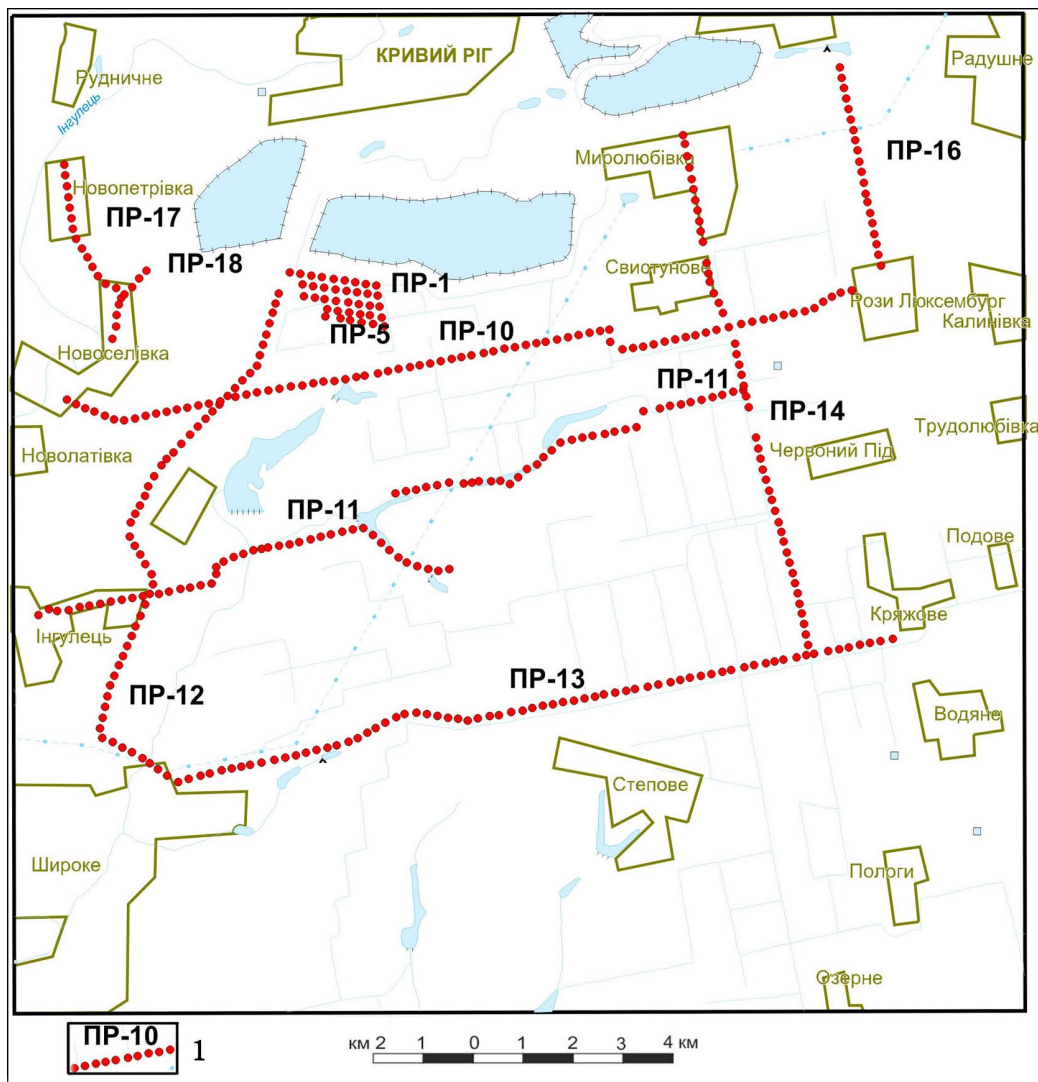 КРИВИЙ РІГ
Рудничне
Радушне
Інгулець
ПР-16
Миролюбівка
Новопетрівка
ПР-17
ПР-18
Свистунове
ПР-1
Рози Люксембург
Калинівка
ПР-5
ПР-10
Новоселівка
ПР-11
ПР-14
Трудолюбівка
Новолатівка
Червоний Під
ПР-11
Подове
Кряжове
Інгулець
ПР-12
ПР-13
Водяне
Степове
Широке
Пологи
Озерне
ПР-10
1
км 2 1 0 2 3 4 км